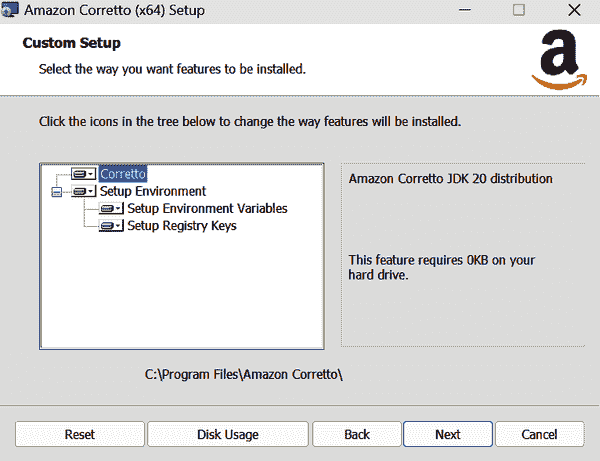 Amazon Corretto (x64) Setup
Custom Setup
Select the way you want features to be installed.
a
Click the icons in the tree below to change the way features will be installed.
Corretto
Setup Environment
Setup Environment Variables
Setup Registry Keys
Amazon Corretto JDK 20 distribution
This feature requires 0KB on your
hard drive.
C:\Program Files\Amazon Corretto\
Reset
Disk Usage
Back
Next
Cancel